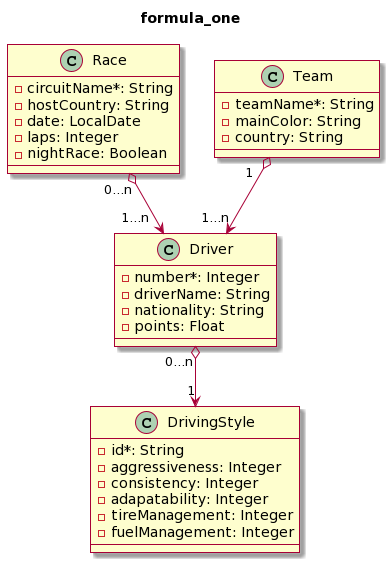 formula_one
C Race
circuitName*: String
hostCountry: String
date: LocalDate
laps: Integer
nightRace: Boolean
C Team
teamName*: String
mainColor: String
country: String
0...n
1
1...n
1...n
C Driver
number*: Integer
driverName: String
nationality: String
points: Float
0...n
1
C DrivingStyle
id*: String
aggressiveness: Integer
consistency: Integer
adapatability: Integer
tireManagement: Integer
fuelManagement: Integer